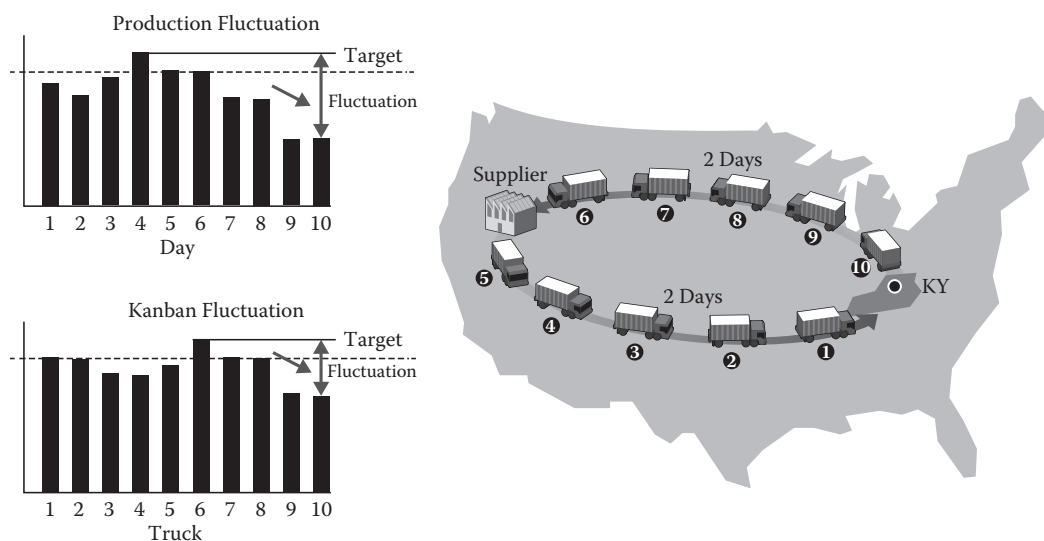 Production Fluctuation
Target
Fluctuation
1 2 3 4 5 6 7 8 9 10
Day
Kanban Fluctuation
Target
Fluctuation
1 2 3 4 5 6 7 8 9 10
Truck
2 Days
Supplier
6 7 8 9 10
5 4 3 2 1
2 Days
KY